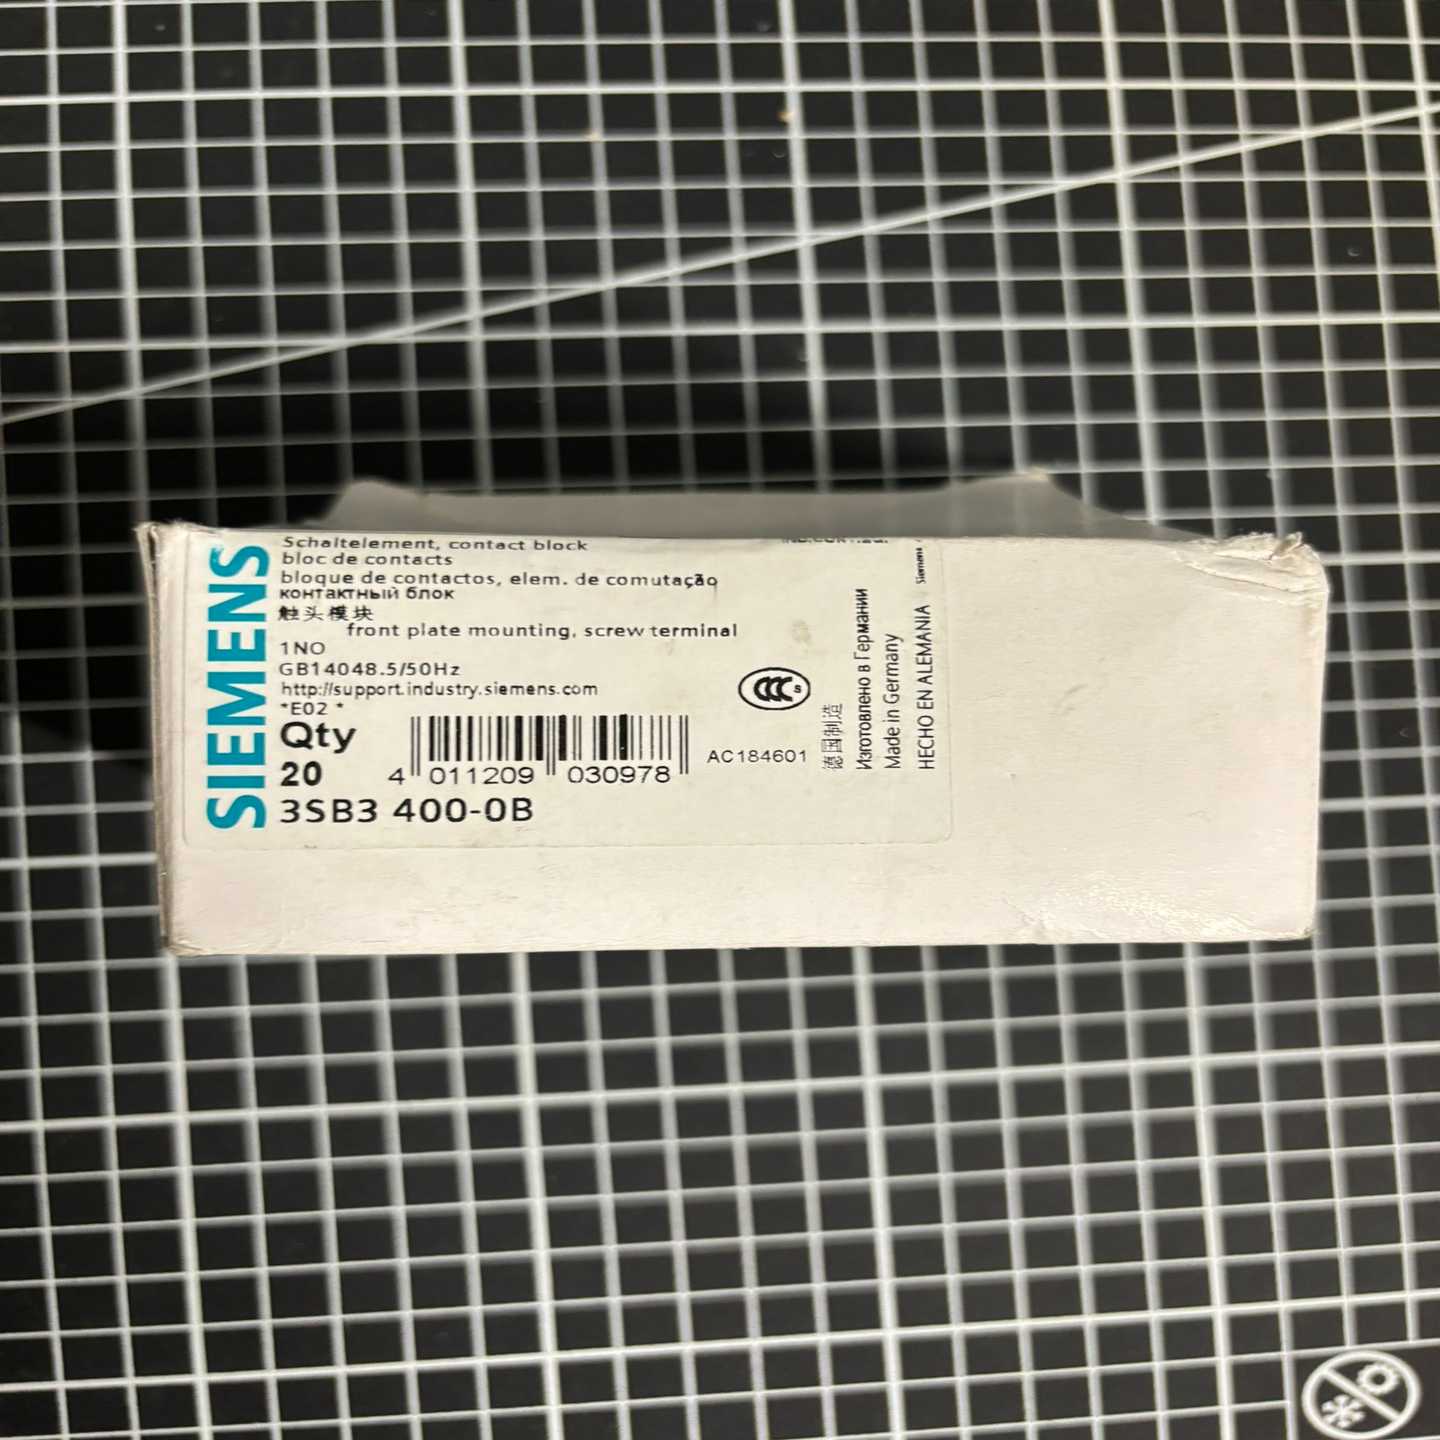 SIEMENS
Schaltelement, contact block
bloc de contacts
bloque de contactos, elem. de comutação
контактный блок
触头模块
front plate mounting, screw terminal
1NO
GB14048.5/50Hz
http://support.industry.siemens.com
*E02 *
Qty
20
4 011209 030978
3SB3 400-0B
CCC S
AC184601
德国制造
Изготовлено в Германии
Made in Germany
HECHO EN ALEMANIA
Siemens